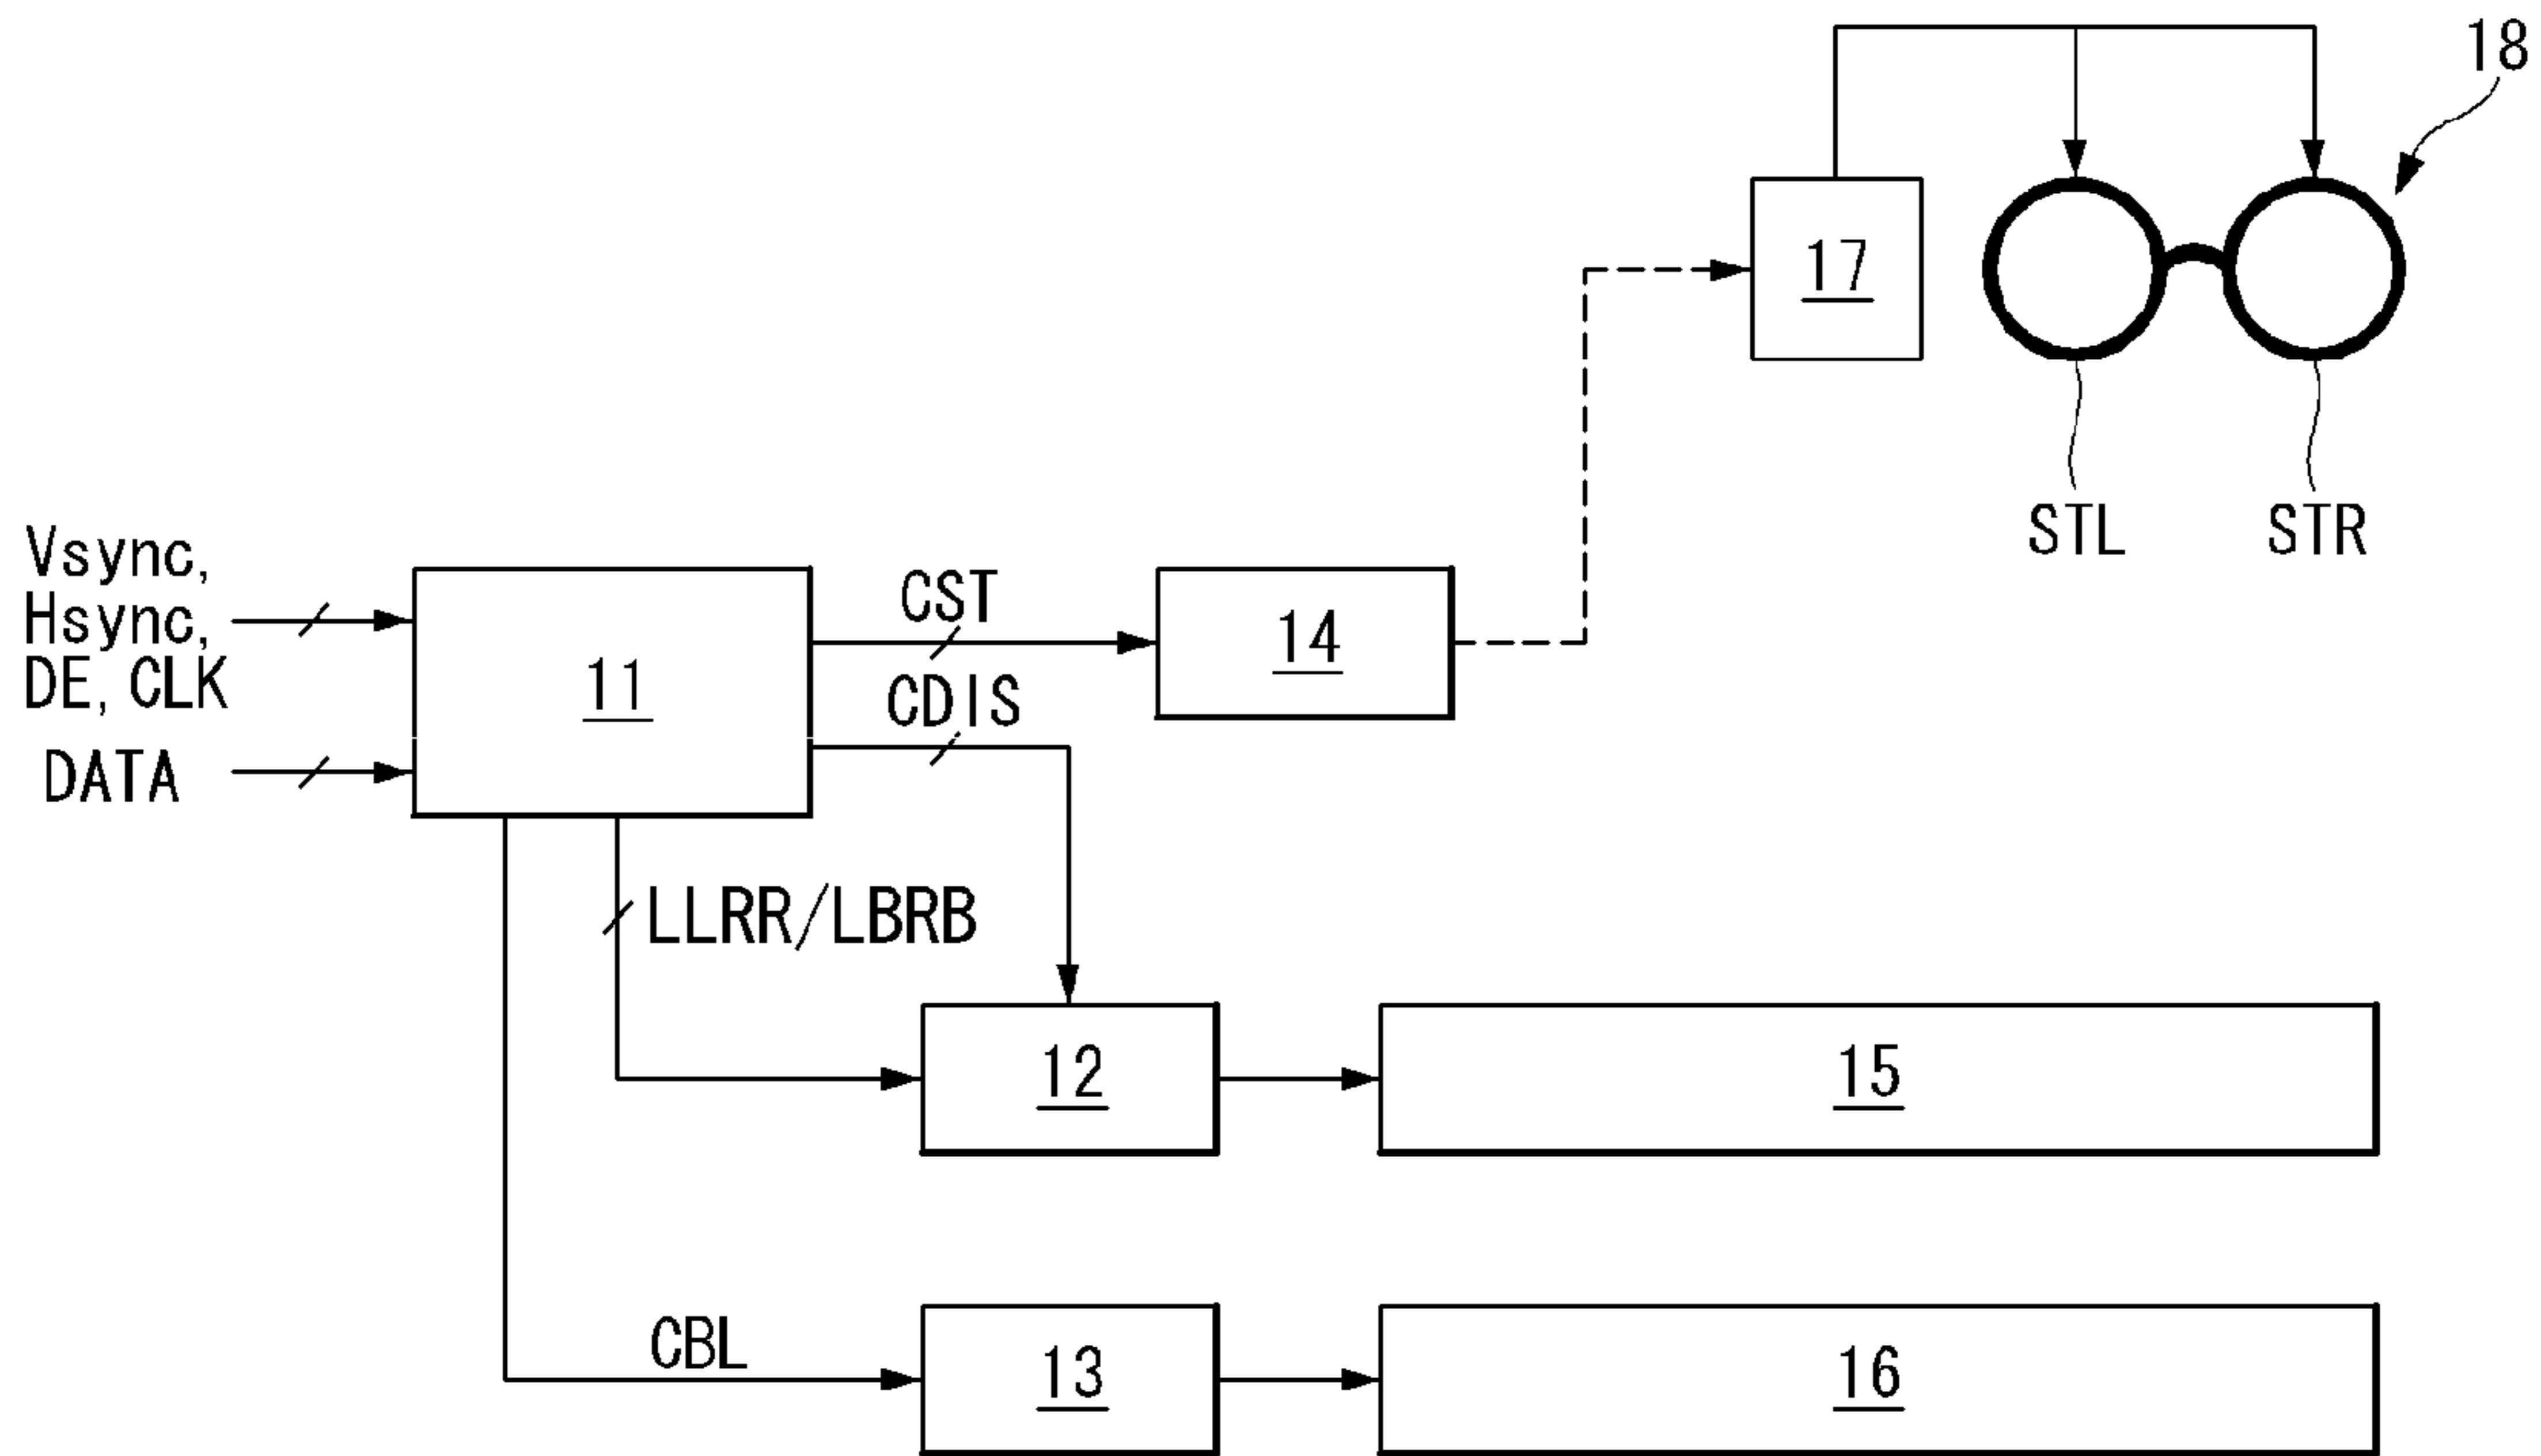 18
17
STL
STR
Vsync,
Hsync,
DE, CLK
DATA
11
CST
CDIS
14
LLRR/LBRB
12
15
CBL
13
16